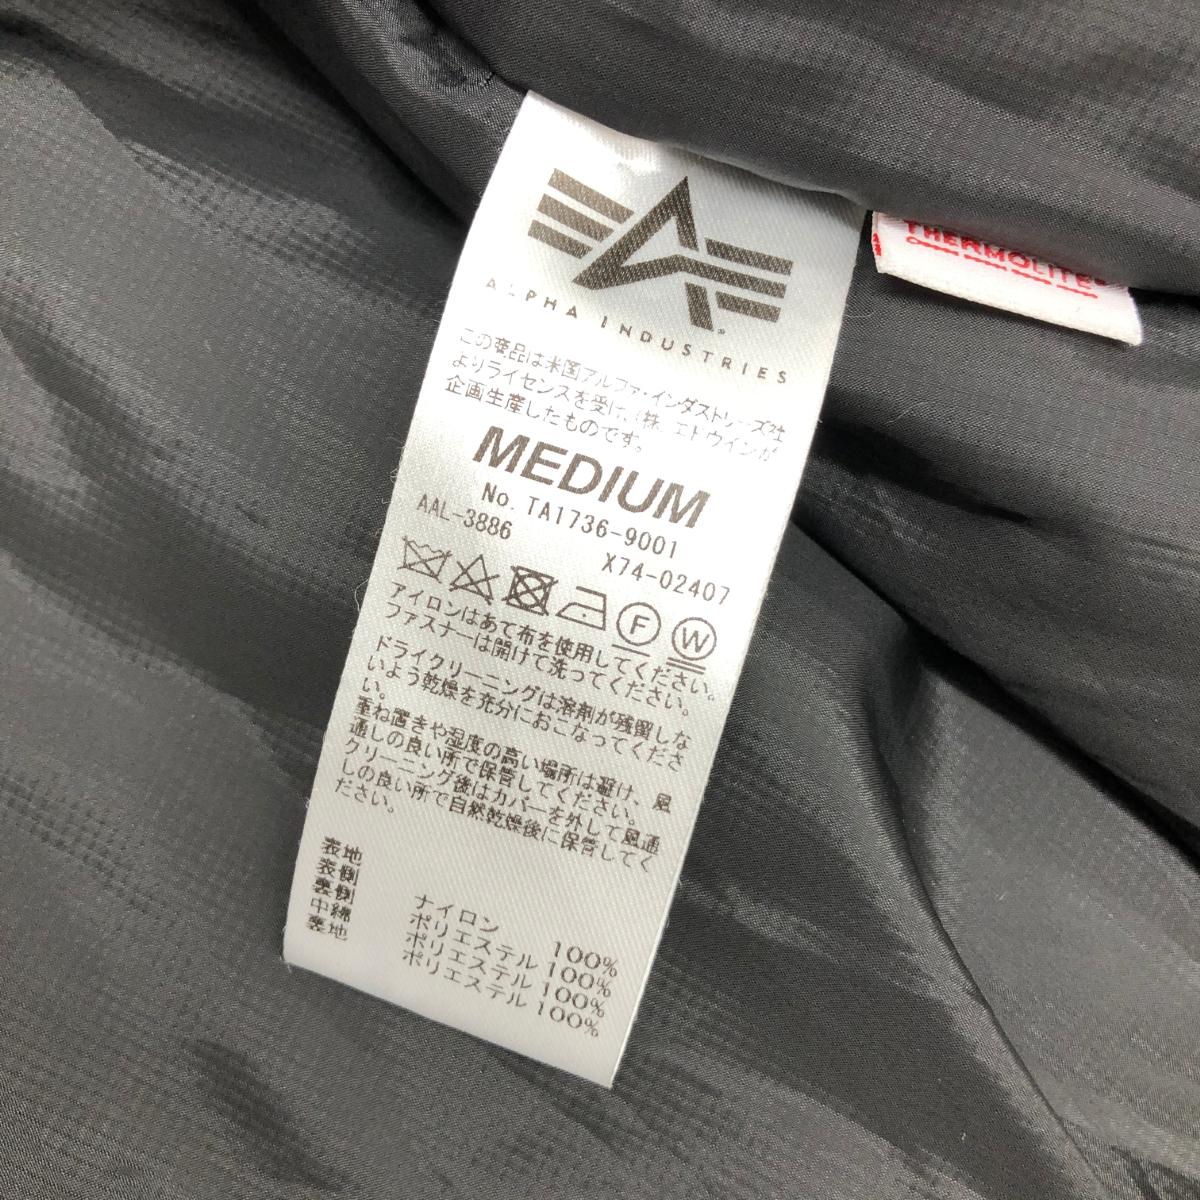 ALPHA INDUSTRIES
この商品は米国アルファ・インダストリーズ社
よりライセンスを受け、(株)エドウインが
企画生産したものです。
MEDIUM
No. TA1736-9001
AAL-3886
X74-02407
F
W
アイロンはあて布を使用してください。
ファスナーは開けて洗ってください。
ドライクリーニングは溶剤が残留しな
いよう乾燥を充分におこなってくださ
い。
重ね置きや湿度の高い場所は避け、風
通しの良い所で保管してください。
クリーニング後はカバーを外して風通
しの良い所で自然乾燥後に保管してく
ださい。
表地
表側 ナイロン 100%
裏側 ポリエステル 100%
中綿 ポリエステル 100%
裏地 ポリエステル 100%
THERMOLITE®